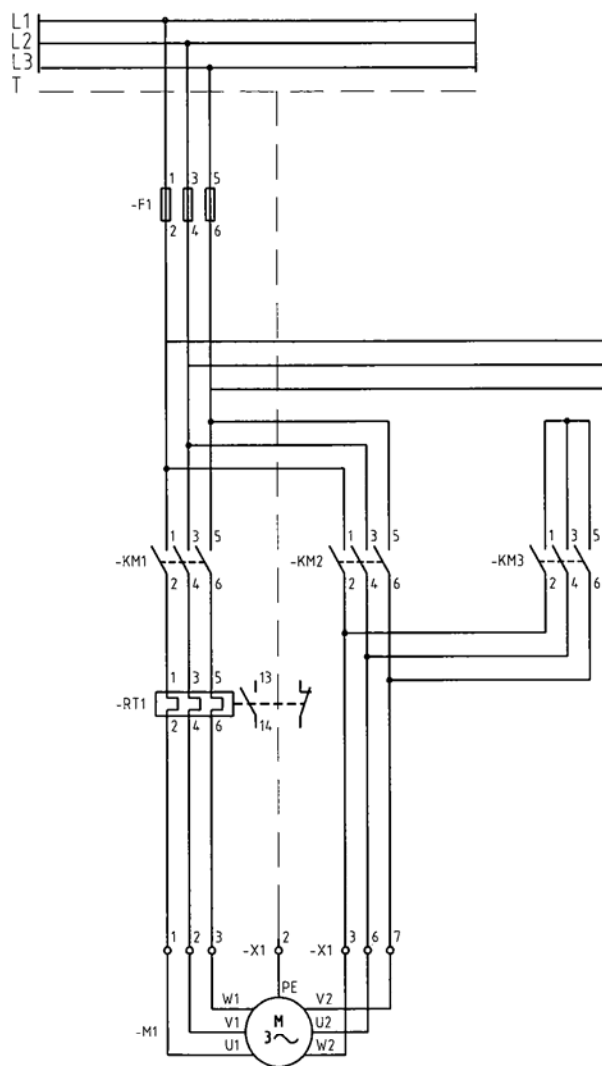 L1
L2
L3
T
1 3 5
-F1
2 4 6
1 3 5 1 3 5 1 3 5
-KM1 -KM2 -KM3
2 4 6 2 4 6 2 4 6
1 3 5 13
-RT1
2 4 6 14
1 2 3 -X1 2 -X1 3 6 7
PE
W1 V2
-M1 V1 M U2
3
U1 W2